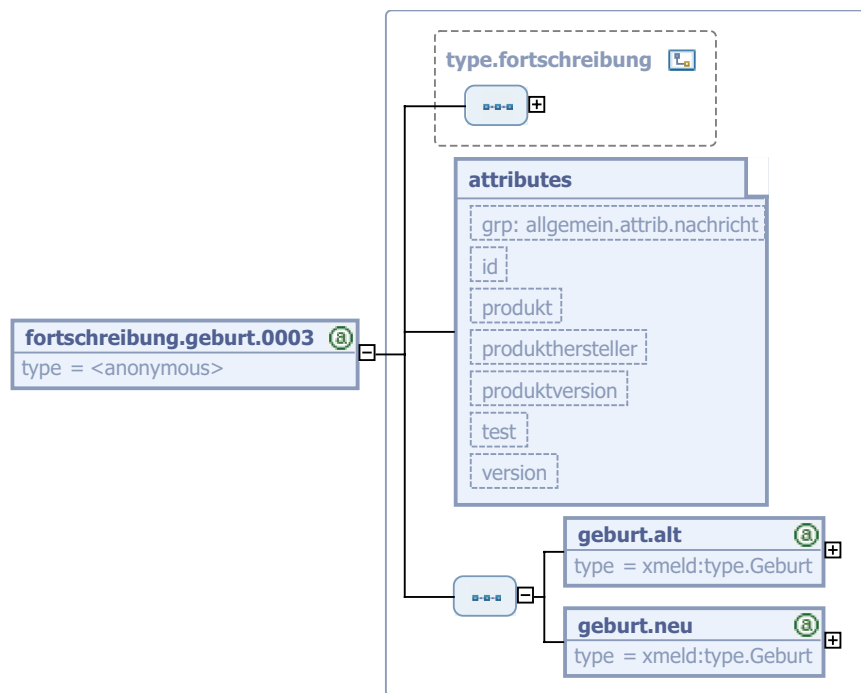 type.fortschreibung
attributes
grp: allgemein.attrib.nachricht
id
produkt
produkthersteller
produktversion
test
version
fortschreibung.geburt.0003 a
type = <anonymous>
geburt.alt a
type = xmeld:type.Geburt
geburt.neu a
type = xmeld:type.Geburt